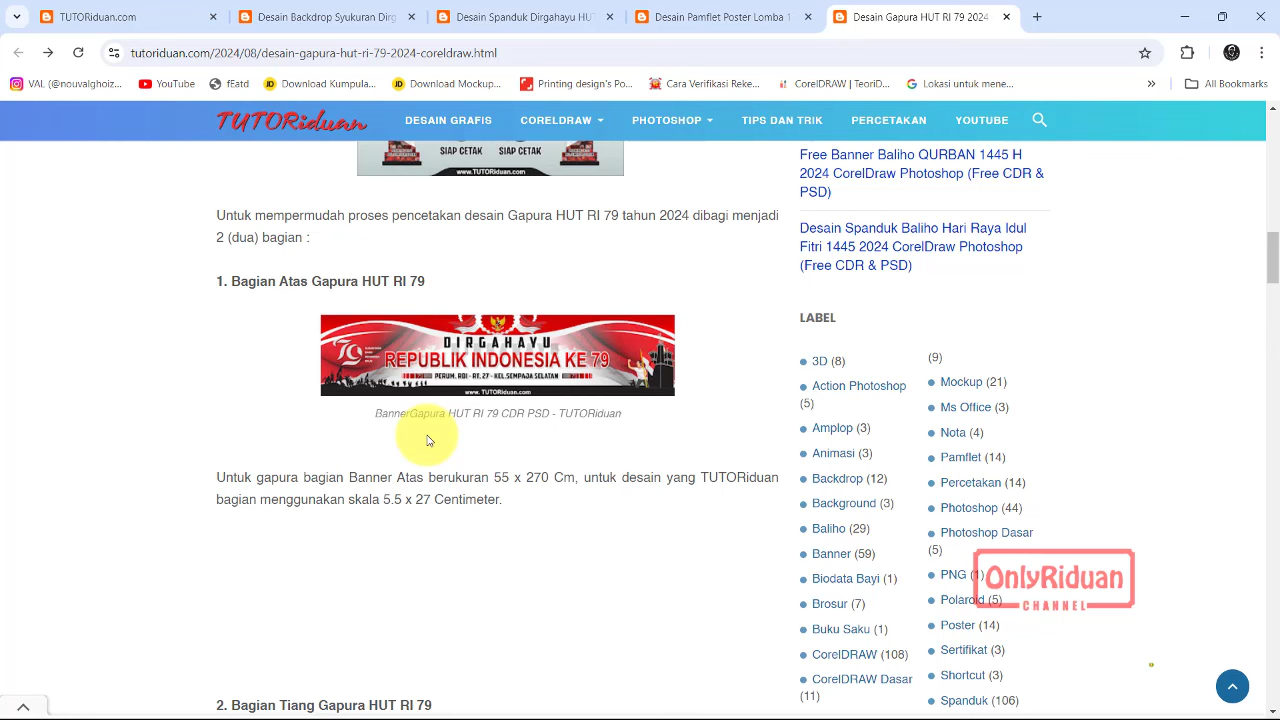 Desain Backdrop Syukuran Dirg
Desain Spanduk Dirgahayu HUT
Desain Pamflet Poster Lomba 1
Desain Gapura HUT RI 79 2024
tutoriduan.com/2024/08/desain-gapura-hut-ri-79-2024-coreldraw.html
VAL (@nouvalghoiz...
YouTube
fEatd
Download Kumpula...
Download Mockup...
Printing design's Po...
Cara Verifikasi Reke...
CorelDRAW | TeoriD...
Lokasi untuk mene...
All Bookmarks
TUTORiduan
DESAIN GRAFIS
CORELDRAW
PHOTOSHOP
TIPS DAN TRIK
PERCETAKAN
YOUTUBE
SIAP CETAK SIAP CETAK
www.TUTORiduan.com
Untuk mempermudah proses pencetakan desain Gapura HUT RI 79 tahun 2024 dibagi menjadi
2 (dua) bagian :
1. Bagian Atas Gapura HUT RI 79
DIRGAHAYU
79 REPUBLIK INDONESIA KE 79
PERUM. RDI - RT. 27 - KEL.SEMPAJA SELATAN
www.TUTORiduan.com
BannerGapura HUT RI 79 CDR PSD - TUTORiduan
Untuk gapura bagian Banner Atas berukuran 55 x 270 Cm, untuk desain yang TUTORiduan
bagian menggunakan skala 5.5 x 27 Centimeter.
2. Bagian Tiang Gapura HUT RI 79
Free Banner Baliho QURBAN 1445 H
2024 CorelDraw Photoshop (Free CDR &
PSD)
Desain Spanduk Baliho Hari Raya Idul
Fitri 1445 2024 CorelDraw Photoshop
(Free CDR & PSD)
LABEL
3D (8)
Action Photoshop
(5)
Amplop (3)
Animasi (3)
Backdrop (12)
Background (3)
Baliho (29)
Banner (59)
Biodata Bayi (1)
Brosur (7)
Buku Saku (1)
CorelDRAW (108)
CorelDRAW Dasar
(11)
(9)
Mockup (21)
Ms Office (3)
Nota (4)
Pamflet (14)
Percetakan (14)
Photoshop (44)
Photoshop Dasar
(5)
PNG (1)
Polaroid (5)
Poster (14)
Sertifikat (3)
Shortcut (3)
Spanduk (106)
OnlyRiduan
CHANNEL